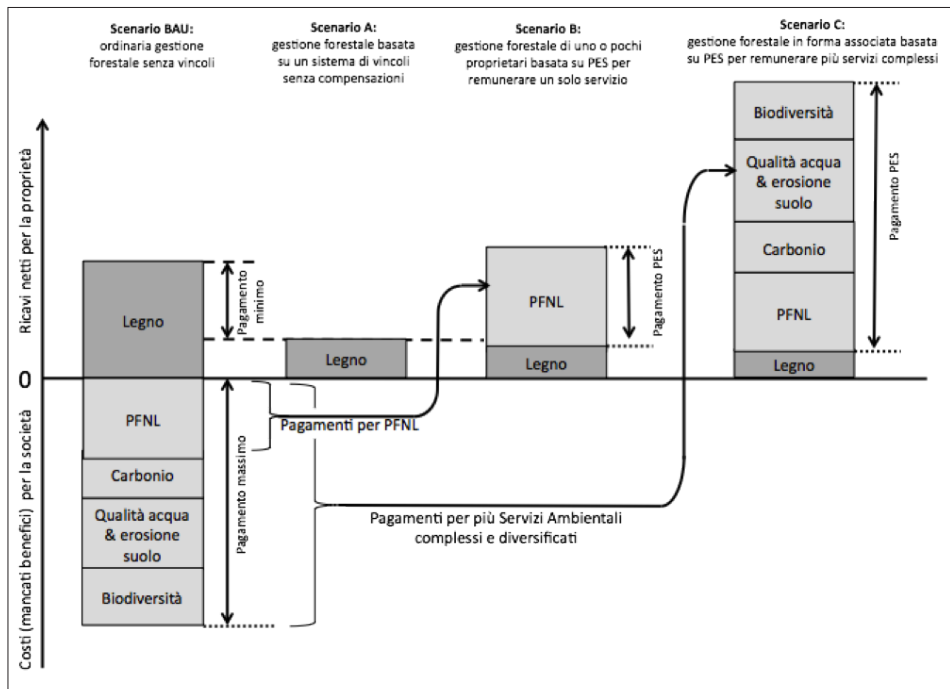 Scenario BAU:
ordinaria gestione
forestale senza vincoli
Scenario A:
gestione forestale basata
su un sistema di vincoli
senza compensazioni
Scenario B:
gestione forestale di uno o pochi
proprietari basata su PES per
remunerare un solo servizio
Scenario C:
gestione forestale in forma associata basata
su PES per remunerare più servizi complessi
Ricavi netti per la proprietà
Costi (mancati benefici) per la società
0
Legno
PFNL
Carbonio
Qualità acqua
& erosione
suolo
Biodiversità
Pagamento
minimo
Pagamento massimo
Legno
Pagamenti per PFNL
Pagamenti per più Servizi Ambientali
complessi e diversificati
PFNL
Legno
Pagamento PES
Biodiversità
Qualità acqua
& erosione
suolo
Carbonio
PFNL
Legno
Pagamento PES